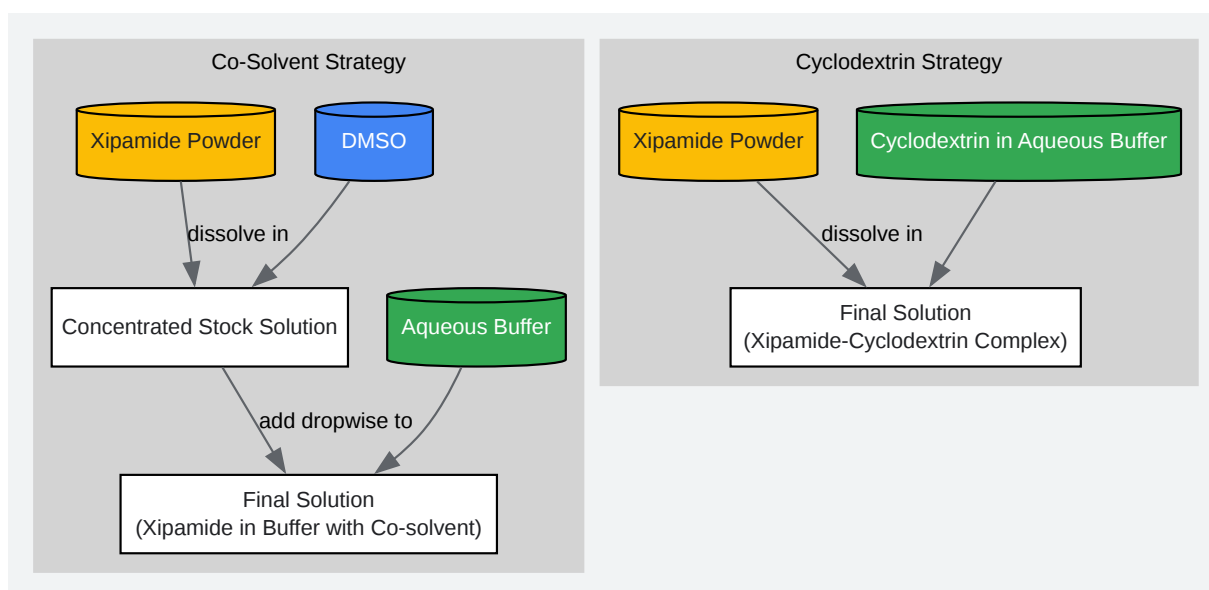 Co-Solvent Strategy
Xipamide Powder
DMSO
dissolve in
Concentrated Stock Solution
Aqueous Buffer
add dropwise to
Final Solution
(Xipamide in Buffer with Co-solvent)
Cyclodextrin Strategy
Xipamide Powder
Cyclodextrin in Aqueous Buffer
dissolve in
Final Solution
(Xipamide-Cyclodextrin Complex)